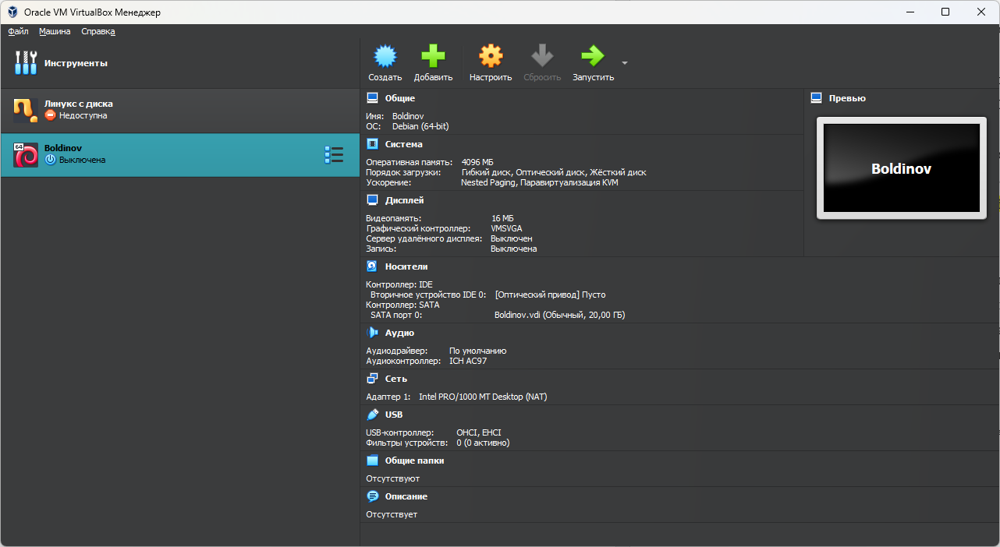 Oracle VM VirtualBox Менеджер
Файл Машина Справка
Инструменты
Линукс с диска
Недоступна
64
Boldinov
Выключена
Создать Добавить Настроить Сбросить Запустить
Общие
Имя: Boldinov
ОС: Debian (64-bit)
Система
Оперативная память: 4096 МБ
Порядок загрузки: Гибкий диск, Оптический диск, Жёсткий диск
Ускорение: Nested Paging, Паравиртуализация KVM
Дисплей
Видеопамять: 16 МБ
Графический контроллер: VMSVGA
Сервер удалённого дисплея: Выключен
Запись: Выключена
Превью
Boldinov
Носители
Контроллер: IDE
Вторичное устройство IDE 0: [Оптический привод] Пусто
Контроллер: SATA
SATA порт 0: Boldinov.vdi (Обычный, 20,00 ГБ)
Аудио
Аудиодрайвер: По умолчанию
Аудиоконтроллер: ICH AC97
Сеть
Адаптер 1: Intel PRO/1000 MT Desktop (NAT)
USB
USB-контроллер: OHCI, EHCI
Фильтры устройств: 0 (0 активно)
Общие папки
Отсутствуют
Описание
Отсутствует